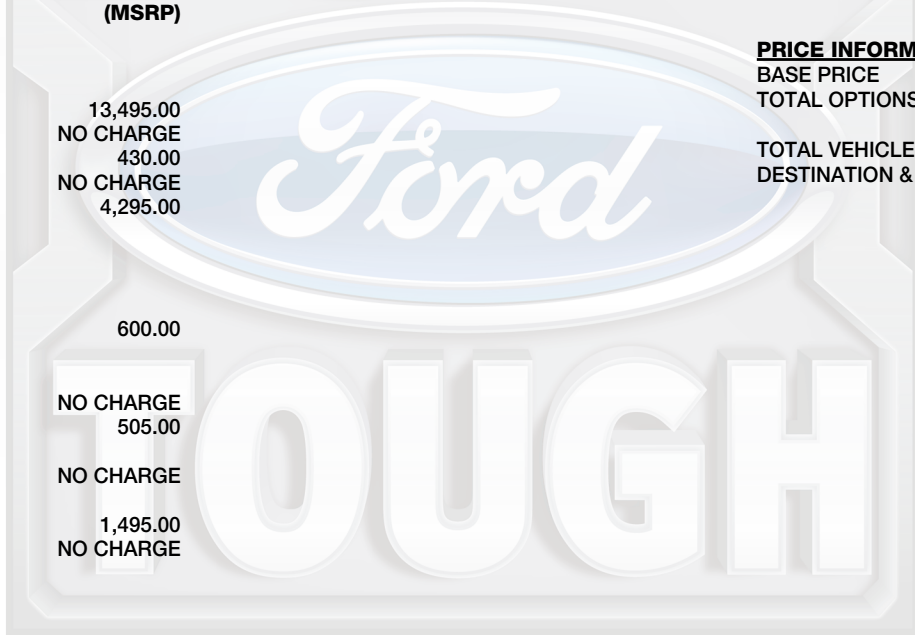 (MSRP)
13,495.00
NO CHARGE
430.00
NO CHARGE
4,295.00
600.00
NO CHARGE
505.00
NO CHARGE
1,495.00
NO CHARGE
PRICE INFORM
BASE PRICE
TOTAL OPTIONS
TOTAL VEHICLE
DESTINATION &
Ford
TOUGH